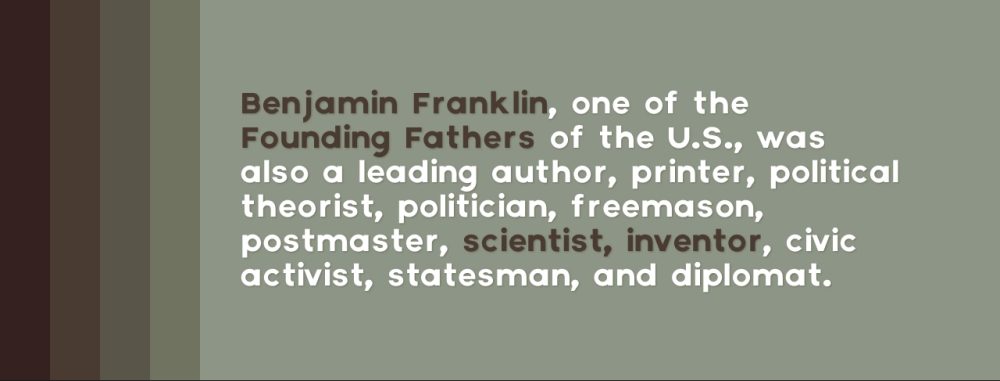 Benjamin Franklin, one of the
Founding Fathers of the U.S., was
also a leading author, printer, political
theorist, politician, freemason,
postmaster, scientist, inventor, civic
activist, statesman, and diplomat.